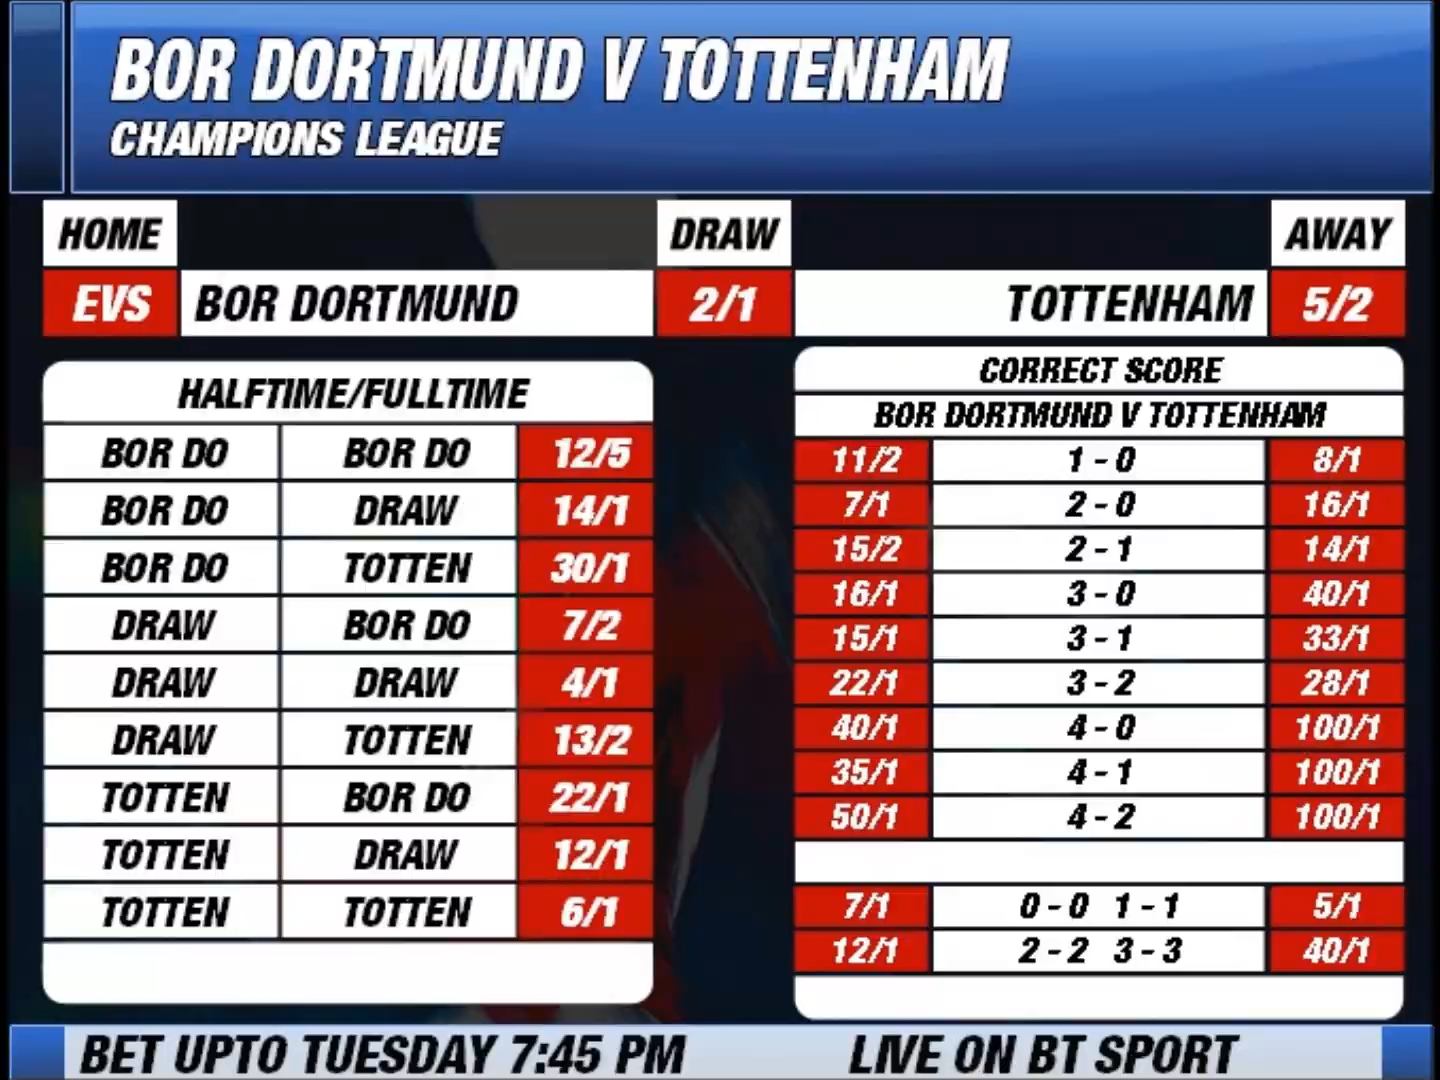 BOR DORTMUND V TOTTENHAM
CHAMPIONS LEAGUE
HOME DRAW AWAY
EVS BOR DORTMUND 2/1 TOTTENHAM 5/2
HALFTIME/FULLTIME
BOR DO BOR DO 12/5
BOR DO DRAW 14/1
BOR DO TOTTEN 30/1
DRAW BOR DO 7/2
DRAW DRAW 4/1
DRAW TOTTEN 13/2
TOTTEN BOR DO 22/1
TOTTEN DRAW 12/1
TOTTEN TOTTEN 6/1
CORRECT SCORE
BOR DORTMUND V TOTTENHAM
11/2 1 - 0 8/1
7/1 2 - 0 16/1
15/2 2 - 1 14/1
16/1 3 - 0 40/1
15/1 3 - 1 33/1
22/1 3 - 2 28/1
40/1 4 - 0 100/1
35/1 4 - 1 100/1
50/1 4 - 2 100/1
7/1 0 - 0 1 - 1 5/1
12/1 2 - 2 3 - 3 40/1
BET UPTO TUESDAY 7:45 PM LIVE ON BT SPORT